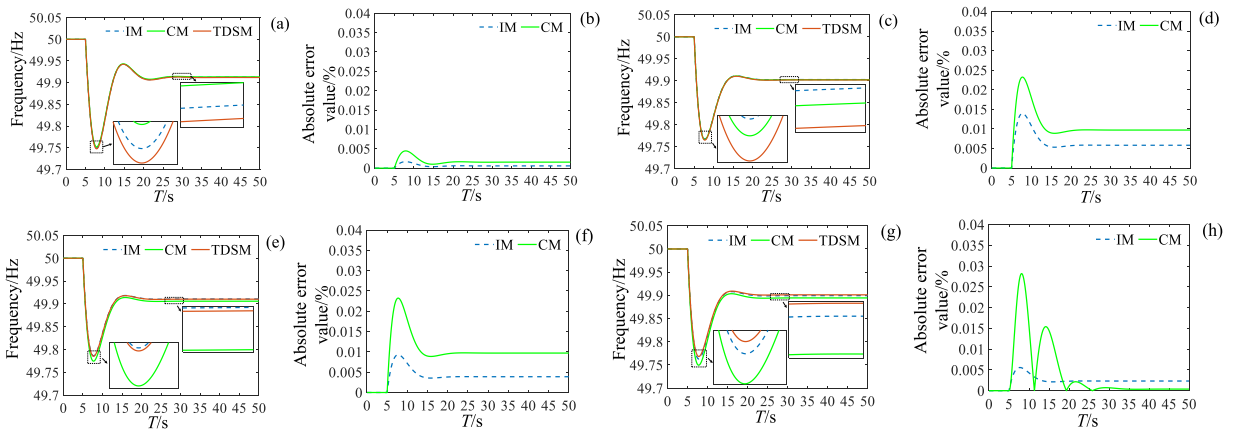 50.05
50
49.95
49.9
49.85
49.8
49.75
49.7
Frequency/Hz
IM CM TDSM (a)
0 5 10 15 20 25 30 35 40 45 50
T/s
0.04
0.035
0.03
0.025
0.02
0.015
0.01
0.005
0
Absolute error
value/%
(b)
IM CM
0 5 10 15 20 25 30 35 40 45 50
T/s
50.05
50
49.95
49.9
49.85
49.8
49.75
49.7
Frequency/Hz
(c)
IM CM TDSM
0 5 10 15 20 25 30 35 40 45 50
T/s
0.04
0.035
0.03
0.025
0.02
0.015
0.01
0.005
0
Absolute error
value/%
(d)
IM CM
0 5 10 15 20 25 30 35 40 45 50
T/s
50.05
50
49.95
49.9
49.85
49.8
49.75
49.7
Frequency/Hz
(e)
IM CM TDSM
0 5 10 15 20 25 30 35 40 45 50
T/s
0.04
0.035
0.03
0.025
0.02
0.015
0.01
0.005
0
Absolute error
value/%
(f)
IM CM
0 5 10 15 20 25 30 35 40 45 50
T/s
50.05
50
49.95
49.9
49.85
49.8
49.75
49.7
Frequency/Hz
(g)
IM CM TDSM
0 5 10 15 20 25 30 35 40 45 50
T/s
0.04
0.035
0.03
0.025
0.02
0.015
0.01
0.005
0
Absolute error
value/%
(h)
IM CM
0 5 10 15 20 25 30 35 40 45 50
T/s